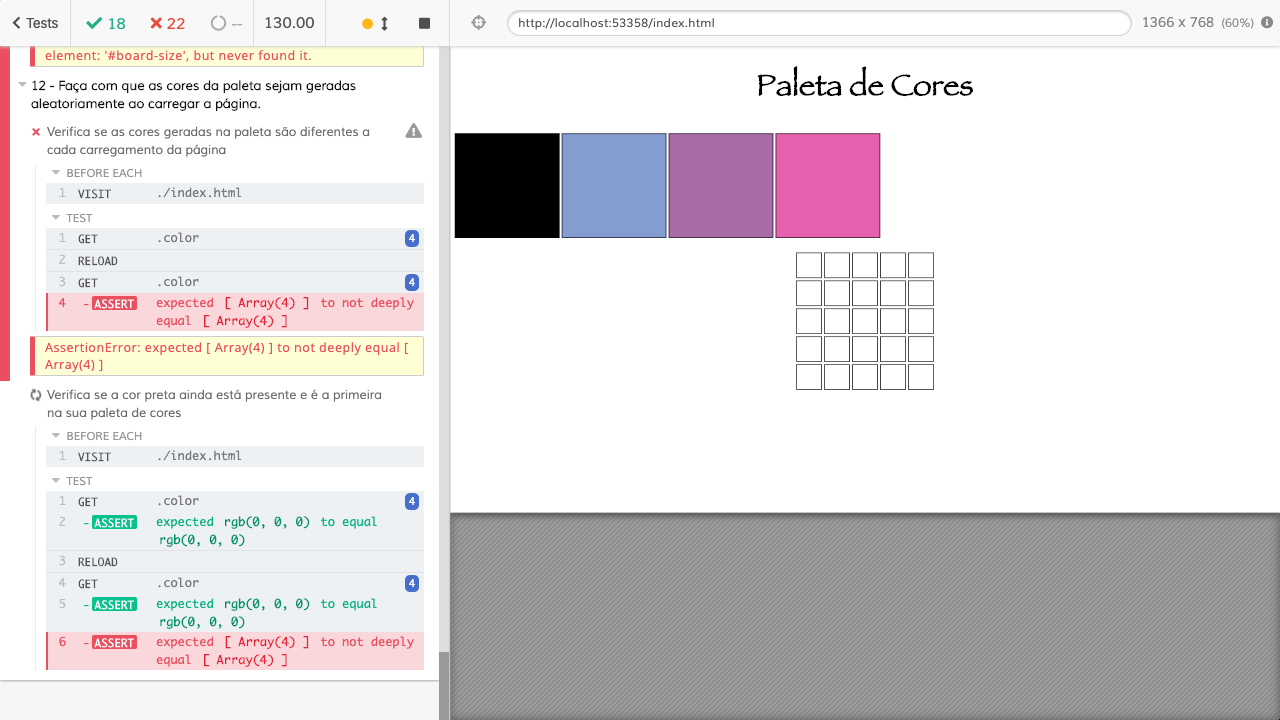 Tests
18
22
--
130.00
http://localhost:53358/index.html
1366 x 768 (60%)
element: '#board-size', but never found it.
12 - Faça com que as cores da paleta sejam geradas
aleatoriamente ao carregar a página.
Verifica se as cores geradas na paleta são diferentes a
cada carregamento da página
BEFORE EACH
1 VISIT ./index.html
TEST
1 GET .color 4
2 RELOAD
3 GET .color 4
4 - ASSERT expected [ Array(4) ] to not deeply
equal [ Array(4) ]
AssertionError: expected [ Array(4) ] to not deeply equal [
Array(4) ]
Verifica se a cor preta ainda está presente e é a primeira
na sua paleta de cores
BEFORE EACH
1 VISIT ./index.html
TEST
1 GET .color 4
2 - ASSERT expected rgb(0, 0, 0) to equal
rgb(0, 0, 0)
3 RELOAD
4 GET .color 4
5 - ASSERT expected rgb(0, 0, 0) to equal
rgb(0, 0, 0)
6 - ASSERT expected [ Array(4) ] to not deeply
equal [ Array(4) ]
Paleta de Cores